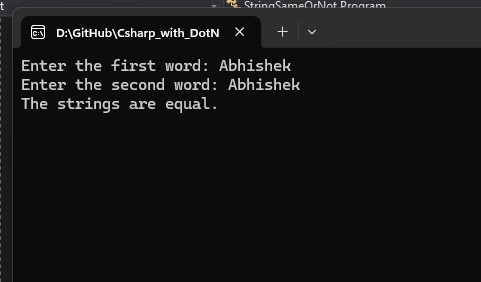 t StringSameOrNot.Program
D:\GitHub\Csharp_with_DotN
Enter the first word: Abhishek
Enter the second word: Abhishek
The strings are equal.